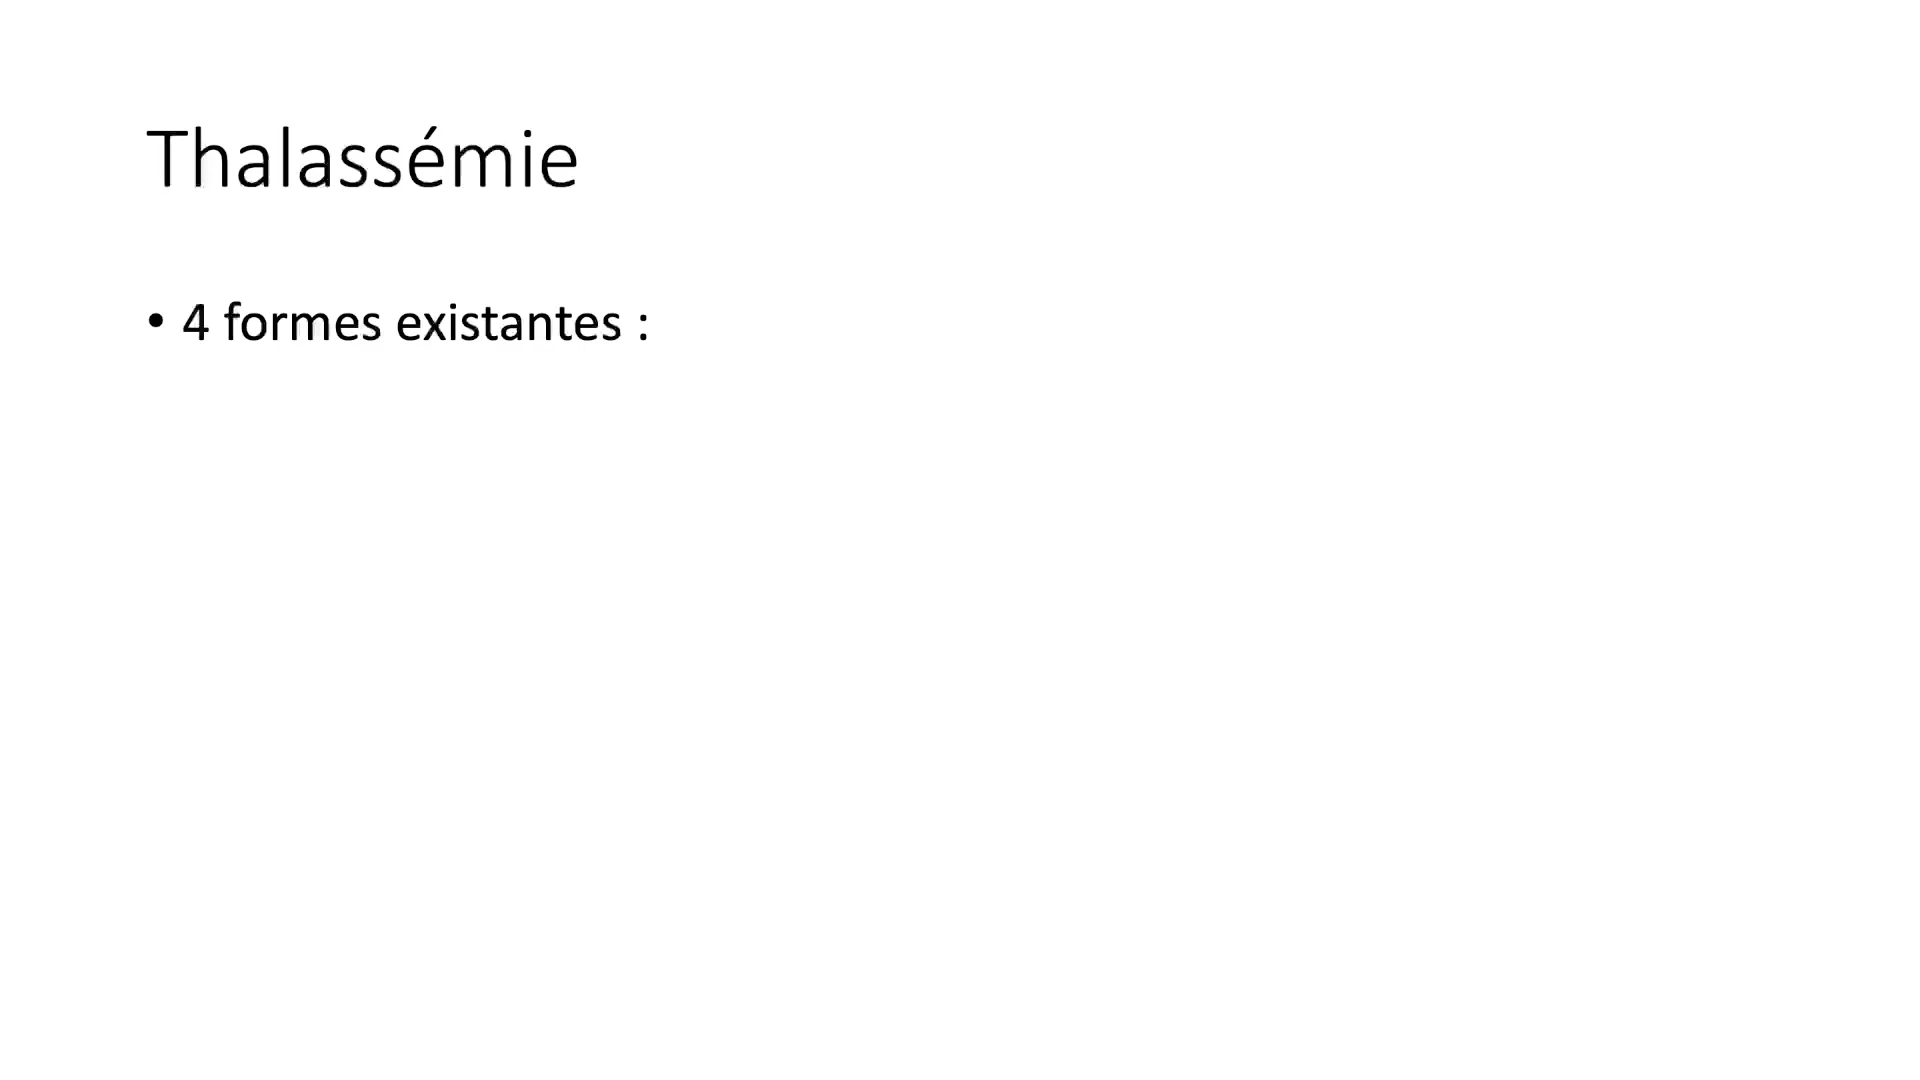 Thalassémie
• 4 formes existantes :